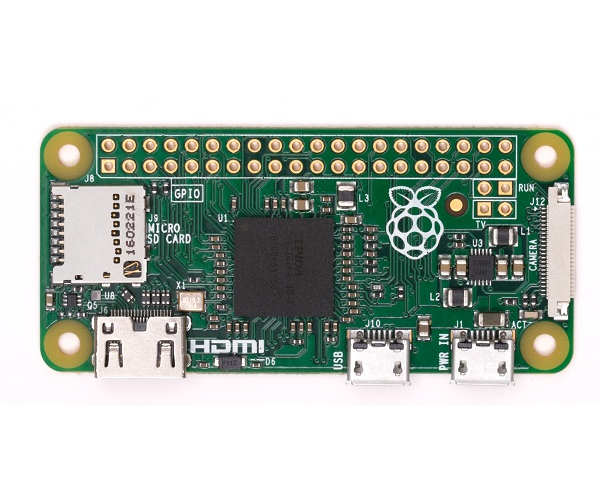 J8
GPIO
RUN
J9
MICRO
SD CARD
160221E
U1
L3
TV
J12
L1
U3
CAMERA
X1
U8
Q5
J6
L2
HDMI
D6
USB
J10
PWR IN
J1
ACT